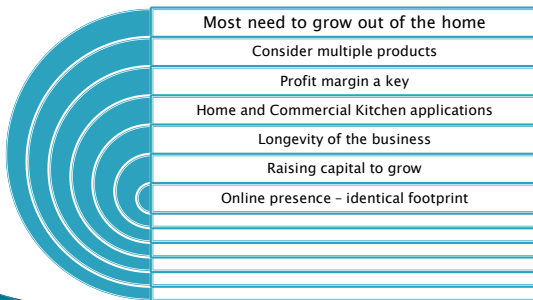 Most need to grow out of the home
Consider multiple products
Profit margin a key
Home and Commercial Kitchen applications
Longevity of the business
Raising capital to grow
Online presence – identical footprint